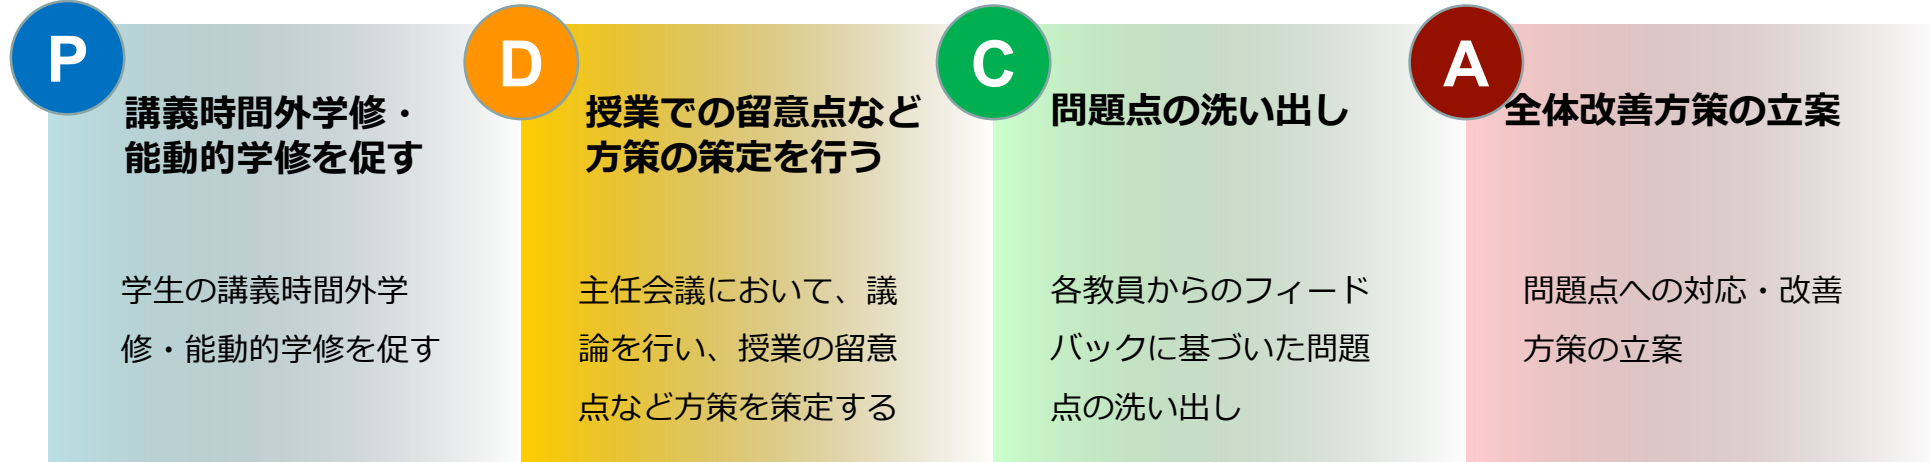 P
講義時間外学修・
能動的学修を促す
学生の講義時間外学
修・能動的学修を促す
D
授業での留意点など
方策の策定を行う
主任会議において、議
論を行い、授業の留意
点など方策を策定する
C
問題点の洗い出し
各教員からのフィード
バックに基づいた問題
点の洗い出し
A
全体改善方策の立案
問題点への対応・改善
方策の立案